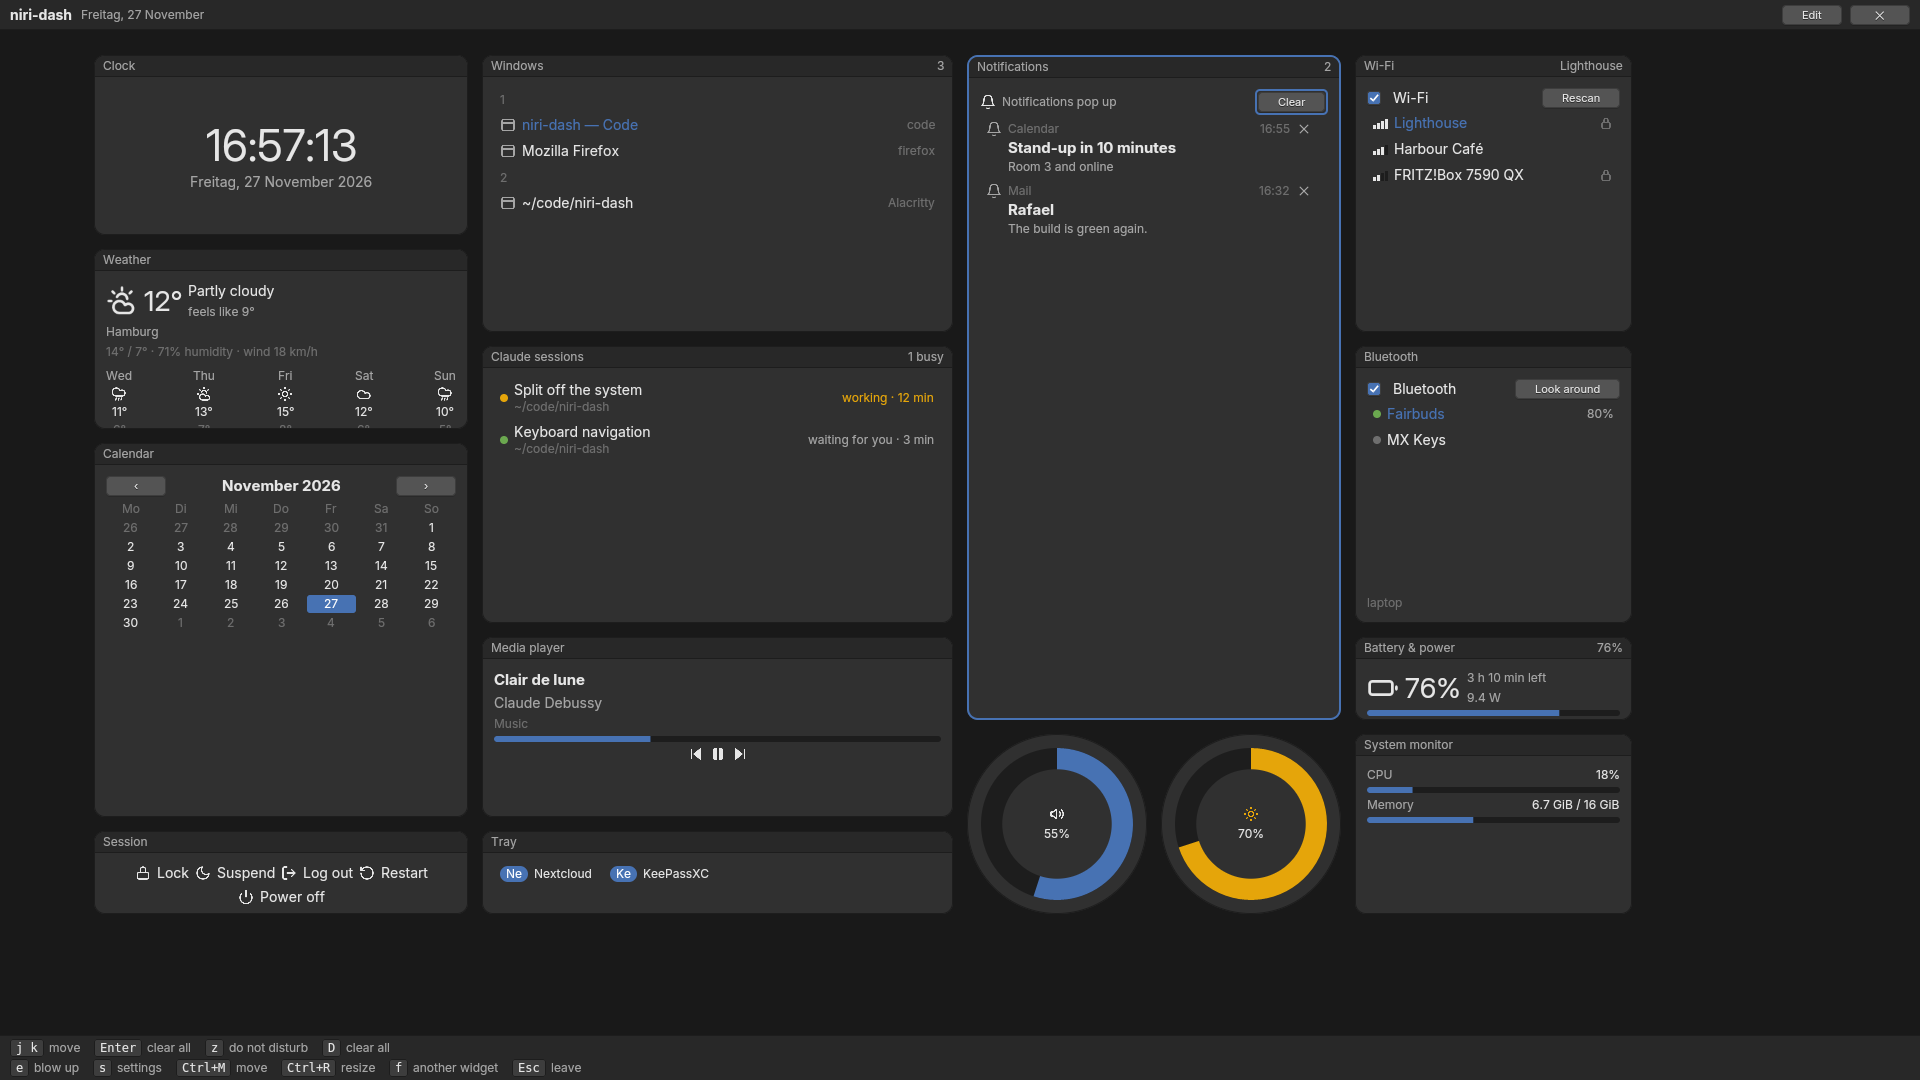 niri-dash Freitag, 27 November
Edit
Clock
16:57:13
Freitag, 27 November 2026
Weather
12° Partly cloudy
feels like 9°
Hamburg
14° / 7° · 71% humidity · wind 18 km/h
Wed Thu Fri Sat Sun
11° 13° 15° 12° 10°
Calendar
‹ November 2026 ›
Mo Di Mi Do Fr Sa So
26 27 28 29 30 31 1
2 3 4 5 6 7 8
9 10 11 12 13 14 15
16 17 18 19 20 21 22
23 24 25 26 27 28 29
30 1 2 3 4 5 6
Session
Lock Suspend Log out Restart
Power off
Windows 3
1
niri-dash — Code code
Mozilla Firefox firefox
2
~/code/niri-dash Alacritty
Claude sessions 1 busy
Split off the system working · 12 min
~/code/niri-dash
Keyboard navigation waiting for you · 3 min
~/code/niri-dash
Media player
Clair de lune
Claude Debussy
Music
Tray
Ne Nextcloud Ke KeePassXC
Notifications 2
Notifications pop up Clear
Calendar 16:55
Stand-up in 10 minutes
Room 3 and online
Mail 16:32
Rafael
The build is green again.
55%
70%
Wi-Fi Lighthouse
Wi-Fi Rescan
Lighthouse
Harbour Café
FRITZ!Box 7590 QX
Bluetooth
Bluetooth Look around
Fairbuds 80%
MX Keys
laptop
Battery & power 76%
76% 3 h 10 min left
9.4 W
System monitor
CPU 18%
Memory 6.7 GiB / 16 GiB
j k move Enter clear all z do not disturb D clear all
e blow up s settings Ctrl+M move Ctrl+R resize f another widget Esc leave